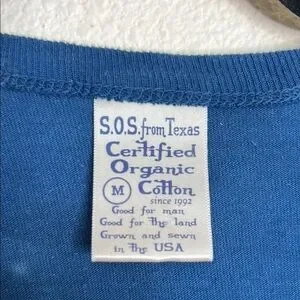 S.O.S. from Texas
Certified
Organic
M Cotton
since 1992
Good for man
Good for the land
Grown and sewn
in the USA